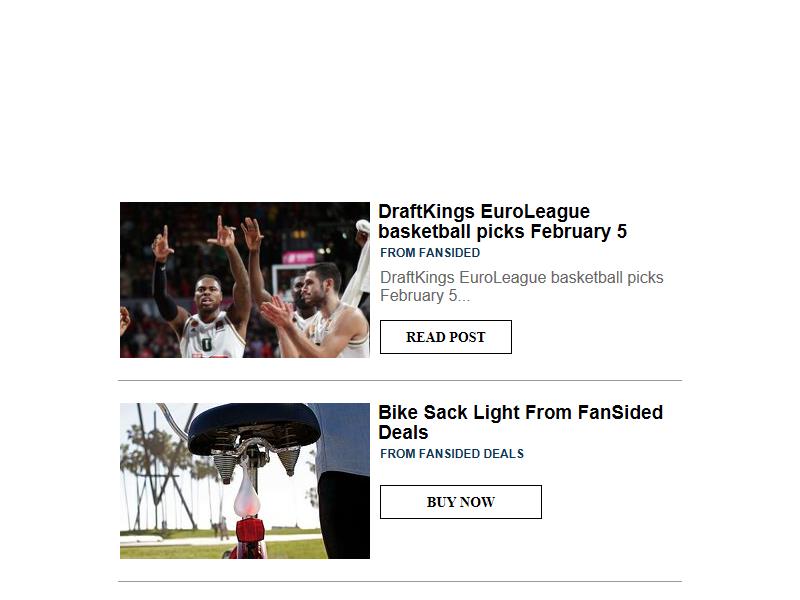 DraftKings EuroLeague
basketball picks February 5
FROM FANSIDED
DraftKings EuroLeague basketball picks
February 5...
READ POST
0
Bike Sack Light From FanSided
Deals
FROM FANSIDED DEALS
BUY NOW